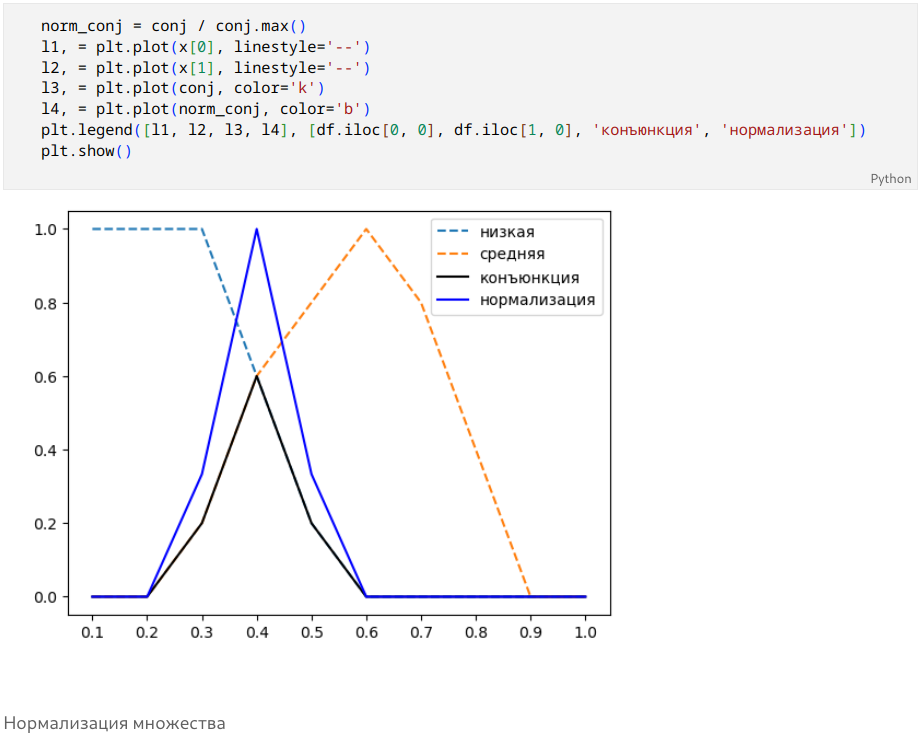 norm_conj = conj / conj.max()
l1, = plt.plot(x[0], linestyle='--')
l2, = plt.plot(x[1], linestyle='--')
l3, = plt.plot(conj, color='k')
l4, = plt.plot(norm_conj, color='b')
plt.legend([l1, l2, l3, l4], [df.iloc[0, 0], df.iloc[1, 0], 'конъюнкция', 'нормализация'])
plt.show()
Python
1.0
0.8
0.6
0.4
0.2
0.0
низкая
средняя
конъюнкция
нормализация
0.1 0.2 0.3 0.4 0.5 0.6 0.7 0.8 0.9 1.0
Нормализация множества